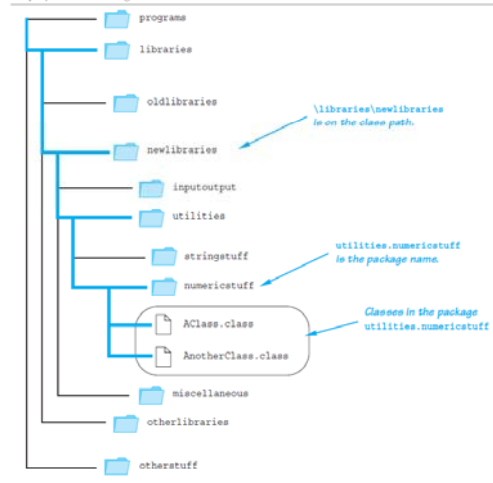 programs
libraries
oldlibraries
\libraries\newlibraries
is on the class path.
newlibraries
inputoutput
utilities
utilities.numericstuff
is the package name.
stringstuff
numericstuff
Classes in the package
utilities.numericstuff
AClass.class
AnotherClass.class
miscellaneous
otherlibraries
otherstuff